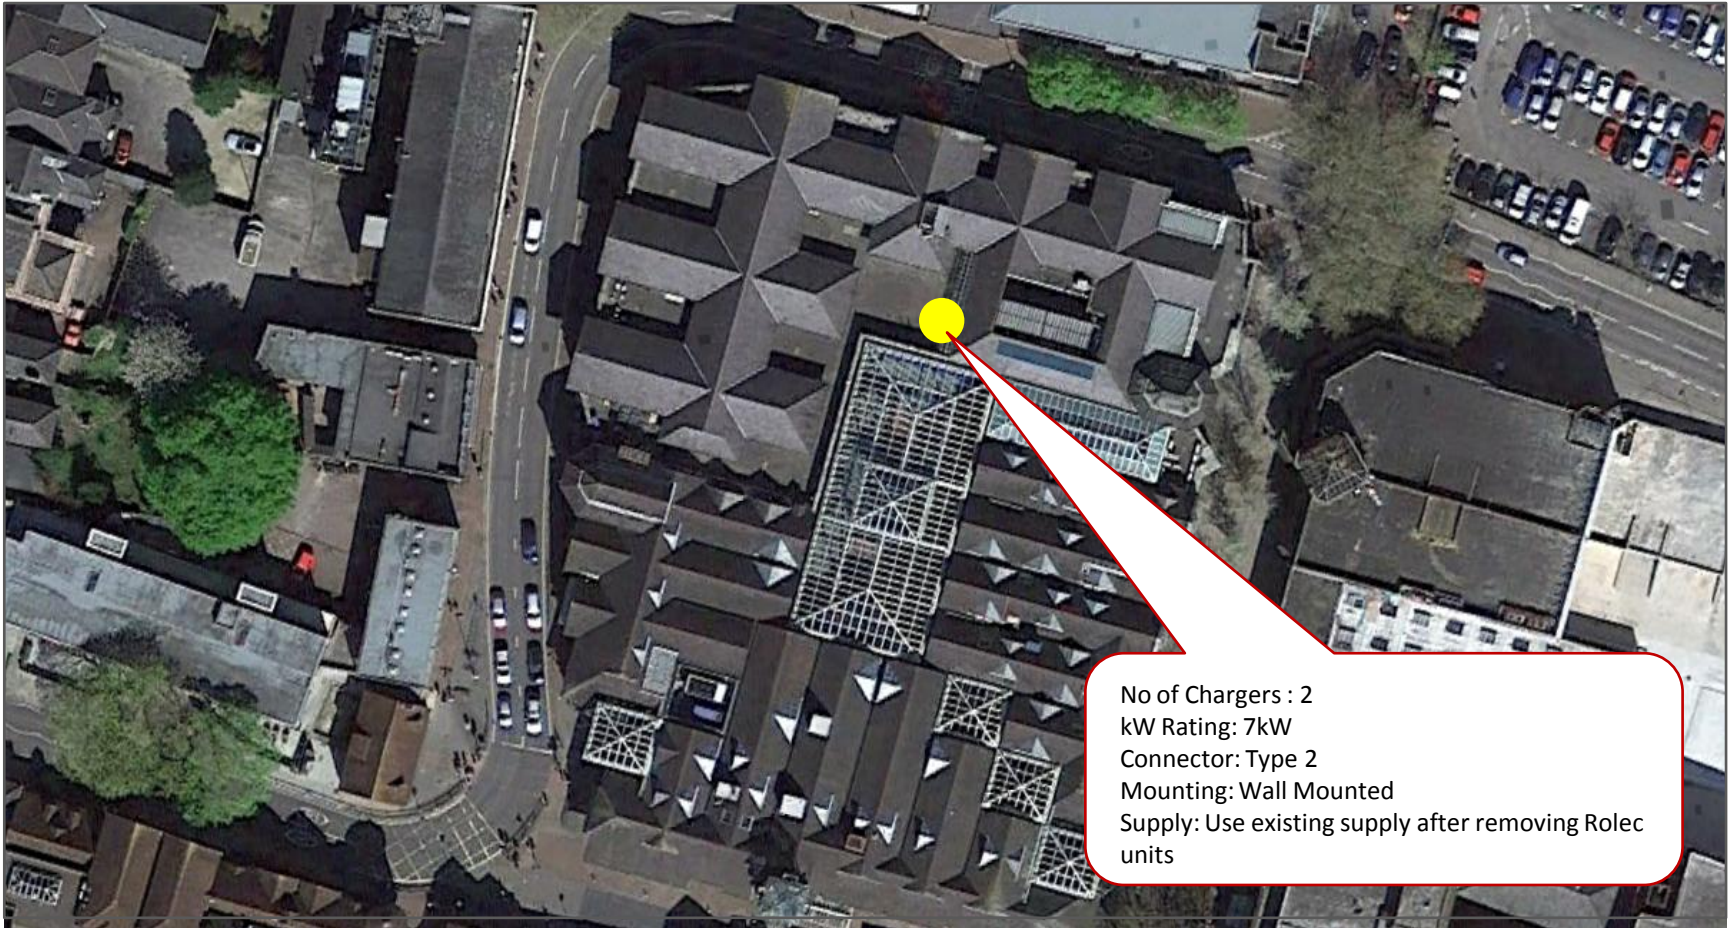 No of Chargers : 2
kW Rating: 7kW
Connector: Type 2
Mounting: Wall Mounted
Supply: Use existing supply after removing Rolec
units